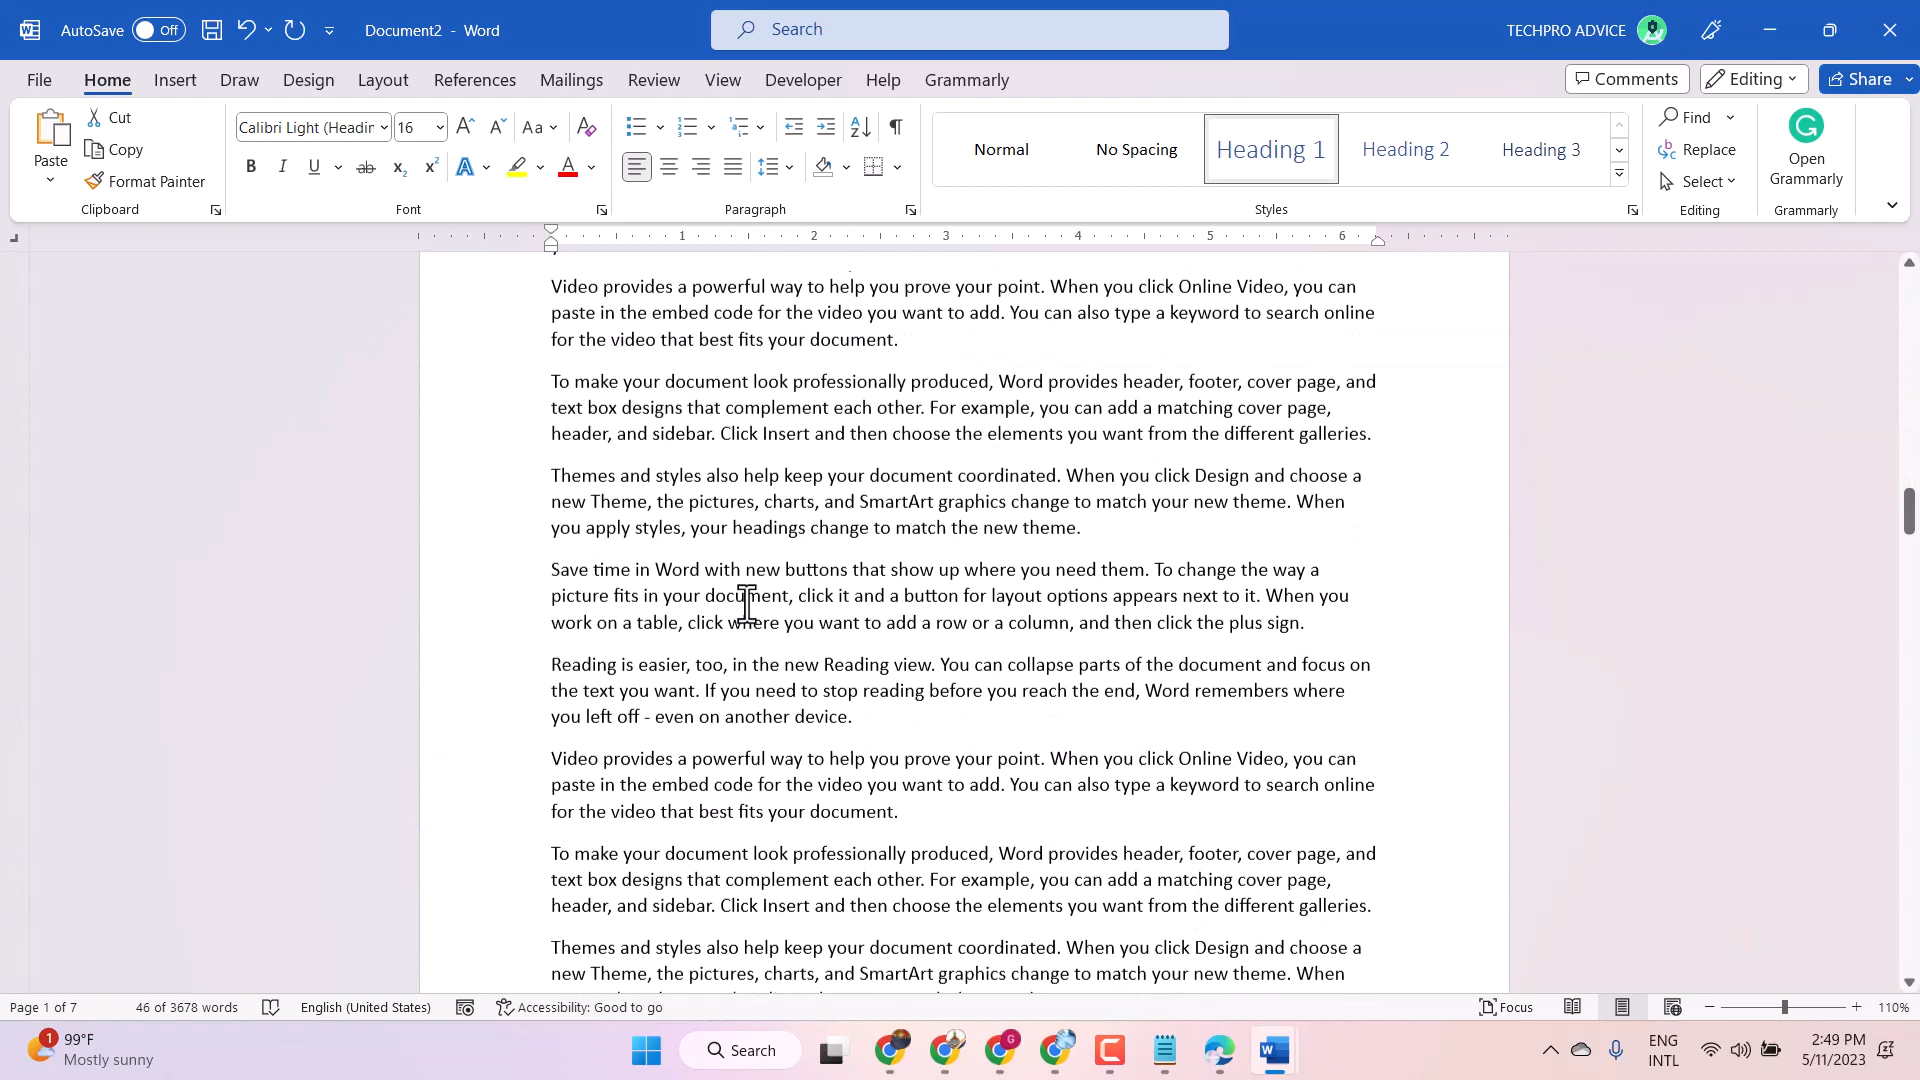 AutoSave Off Document2 - Word Search TECHPRO ADVICE
File Home Insert Draw Design Layout References Mailings Review View Developer Help Grammarly Comments Editing Share
Paste Cut Copy Format Painter
Clipboard
Calibri Light (Headin 16 Aa
Font
Paragraph
Normal No Spacing Heading 1 Heading 2 Heading 3
Styles
Find
Replace
Select
Editing
Open
Grammarly
Grammarly
1 2 3 4 5 6
Video provides a powerful way to help you prove your point. When you click Online Video, you can
paste in the embed code for the video you want to add. You can also type a keyword to search online
for the video that best fits your document.
To make your document look professionally produced, Word provides header, footer, cover page, and
text box designs that complement each other. For example, you can add a matching cover page,
header, and sidebar. Click Insert and then choose the elements you want from the different galleries.
Themes and styles also help keep your document coordinated. When you click Design and choose a
new Theme, the pictures, charts, and SmartArt graphics change to match your new theme. When
you apply styles, your headings change to match the new theme.
Save time in Word with new buttons that show up where you need them. To change the way a
picture fits in your document, click it and a button for layout options appears next to it. When you
work on a table, click where you want to add a row or a column, and then click the plus sign.
Reading is easier, too, in the new Reading view. You can collapse parts of the document and focus on
the text you want. If you need to stop reading before you reach the end, Word remembers where
you left off - even on another device.
Video provides a powerful way to help you prove your point. When you click Online Video, you can
paste in the embed code for the video you want to add. You can also type a keyword to search online
for the video that best fits your document.
To make your document look professionally produced, Word provides header, footer, cover page, and
text box designs that complement each other. For example, you can add a matching cover page,
header, and sidebar. Click Insert and then choose the elements you want from the different galleries.
Themes and styles also help keep your document coordinated. When you click Design and choose a
new Theme, the pictures, charts, and SmartArt graphics change to match your new theme. When
Page 1 of 7 46 of 3678 words English (United States) Accessibility: Good to go Focus 110%
1 99°F
Mostly sunny
Search
ENG
INTL
2:49 PM
5/11/2023